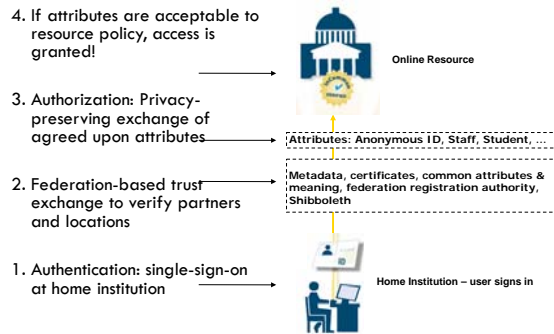 4. If attributes are acceptable to
resource policy, access is
granted!
Online Resource
3. Authorization: Privacy-
preserving exchange of
agreed upon attributes
Attributes: Anonymous ID, Staff, Student, ...
2. Federation-based trust
exchange to verify partners
and locations
Metadata, certificates, common attributes &
meaning, federation registration authority,
Shibboleth
1. Authentication: single-sign-on
at home institution
Home Institution – user signs in